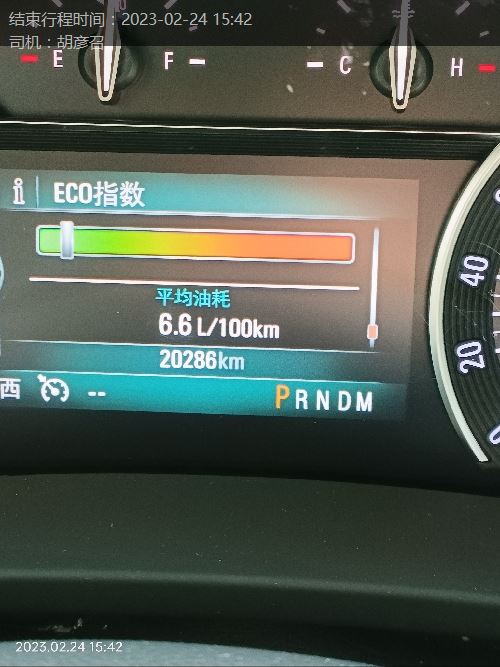 结束行程时间：2023-02-24 15:42
司机：胡彦召
E F C H
i ECO指数
平均油耗
6.6 L/100km
20286km
西 -- PRNDM
40
20
2023.02.24 15:42